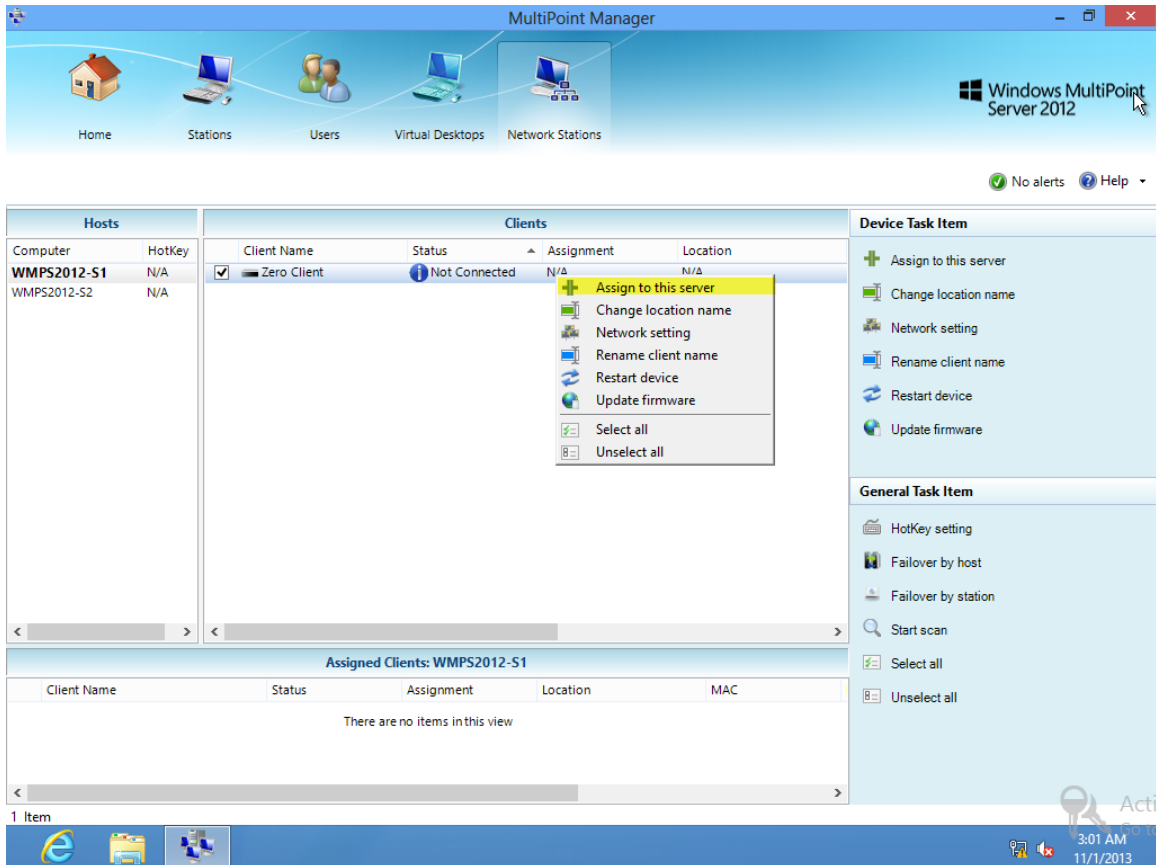 MultiPoint Manager
Home
Stations
Users
Virtual Desktops
Network Stations
Windows MultiPoint
Server 2012
No alerts
Help
Hosts
Computer HotKey
WMPS2012-S1 N/A
WMPS2012-S2 N/A
Clients
Client Name Status Assignment Location
Zero Client Not Connected N/A N/A
Assign to this server
Change location name
Network setting
Rename client name
Restart device
Update firmware
Select all
Unselect all
Device Task Item
Assign to this server
Change location name
Network setting
Rename client name
Restart device
Update firmware
General Task Item
HotKey setting
Failover by host
Failover by station
Start scan
Select all
Unselect all
Assigned Clients: WMPS2012-S1
Client Name Status Assignment Location MAC
There are no items in this view
1 Item
Acti
Go to
3:01 AM
11/1/2013